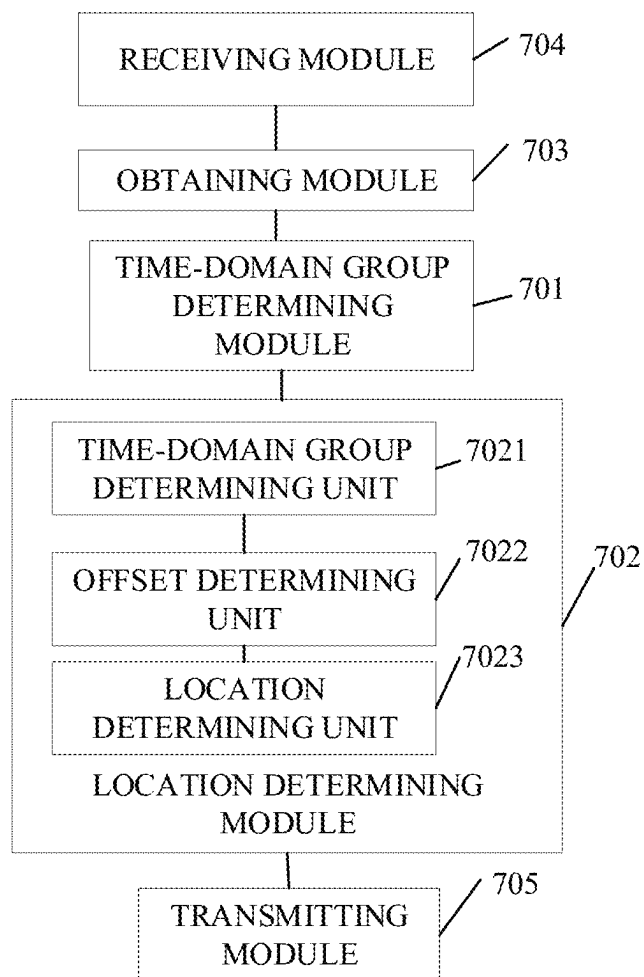 RECEIVING MODULE
704
OBTAINING MODULE
703
TIME-DOMAIN GROUP
DETERMINING
MODULE
701
TIME-DOMAIN GROUP
DETERMINING UNIT
7021
OFFSET DETERMINING
UNIT
7022
702
LOCATION
DETERMINING UNIT
7023
LOCATION DETERMINING
MODULE
TRANSMITTING
MODULE
705